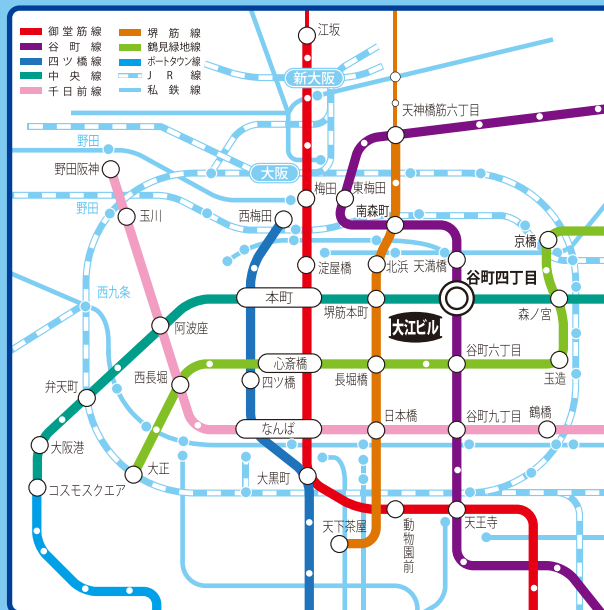 御堂筋線
谷町線
四ツ橋線
中央線
千日前線
堺筋線
鶴見緑地線
ポートタウン線
JR線
私鉄線
江坂
新大阪
天神橋筋六丁目
野田
野田阪神
大阪
梅田
東梅田
野田
玉川
西梅田
南森町
京橋
淀屋橋
北浜
天満橋
谷町四丁目
西九条
本町
堺筋本町
森ノ宮
阿波座
大江ビル
心斎橋
谷町六丁目
西長堀
四ツ橋
長堀橋
玉造
弁天町
なんば
日本橋
谷町九丁目
鶴橋
大阪港
大正
大黒町
コスモスクエア
天下茶屋
動物園前
天王寺